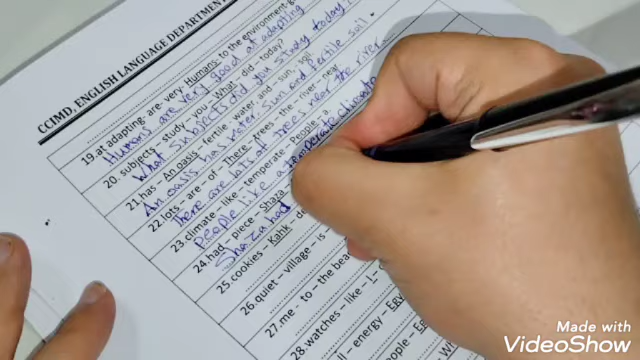 CCIMD. ENGLISH LANGUAGE DEPARTMENT
19.at adapting- are- very- Humans- to the environment-
Humans are very good at adapting
20. subjects – study – you – What – did – today?
What subjects did you study today?
21.has – An oasis – fertile – water – and – sun, - soil
An oasis has water, sun and fertile soil.
22.lots – are – of – There – trees – the – river – near
There are lots of trees near the river
23.climate – like – temperate – People – a
people like a temperate climate
24.had – piece – Shaza
Shaza had
25.cookies – Kahk –
26.quiet – village – is
27.me – to – the
28.watches – like – I –
– energy –
Made with
VideoShow